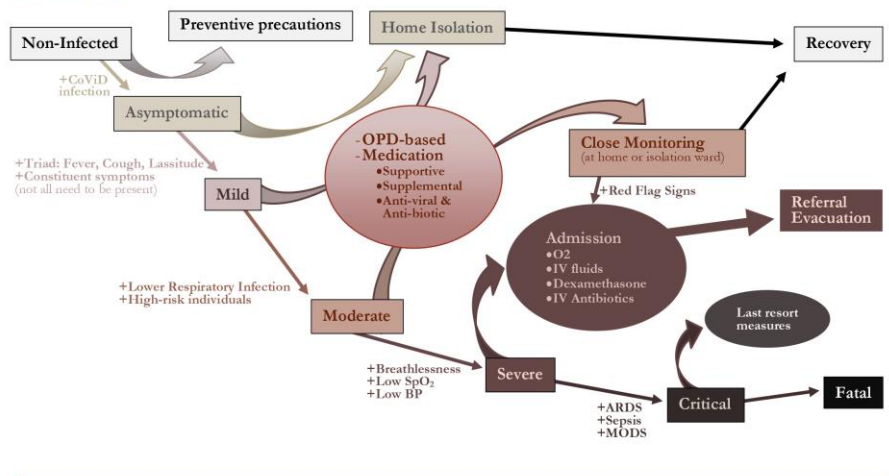 Non-Infected
Preventive precautions
Home Isolation
Recovery
+CoViD
infection
Asymptomatic
+Triad: Fever, Cough, Lassitude
+Constituent symptoms
(not all need to be present)
Mild
-OPD-based
-Medication
•Supportive
•Supplemental
•Anti-viral &
Anti-biotic
Close Monitoring
(at home or isolation ward)
+Red Flag Signs
Referral
Evacuation
Admission
•O2
•IV fluids
•Dexamethasone
•IV Antibiotics
+Lower Respiratory Infection
+High-risk individuals
Moderate
Last resort
measures
+Breathlessness
+Low SpO₂
+Low BP
Severe
+ARDS
+Sepsis
+MODS
Critical
Fatal